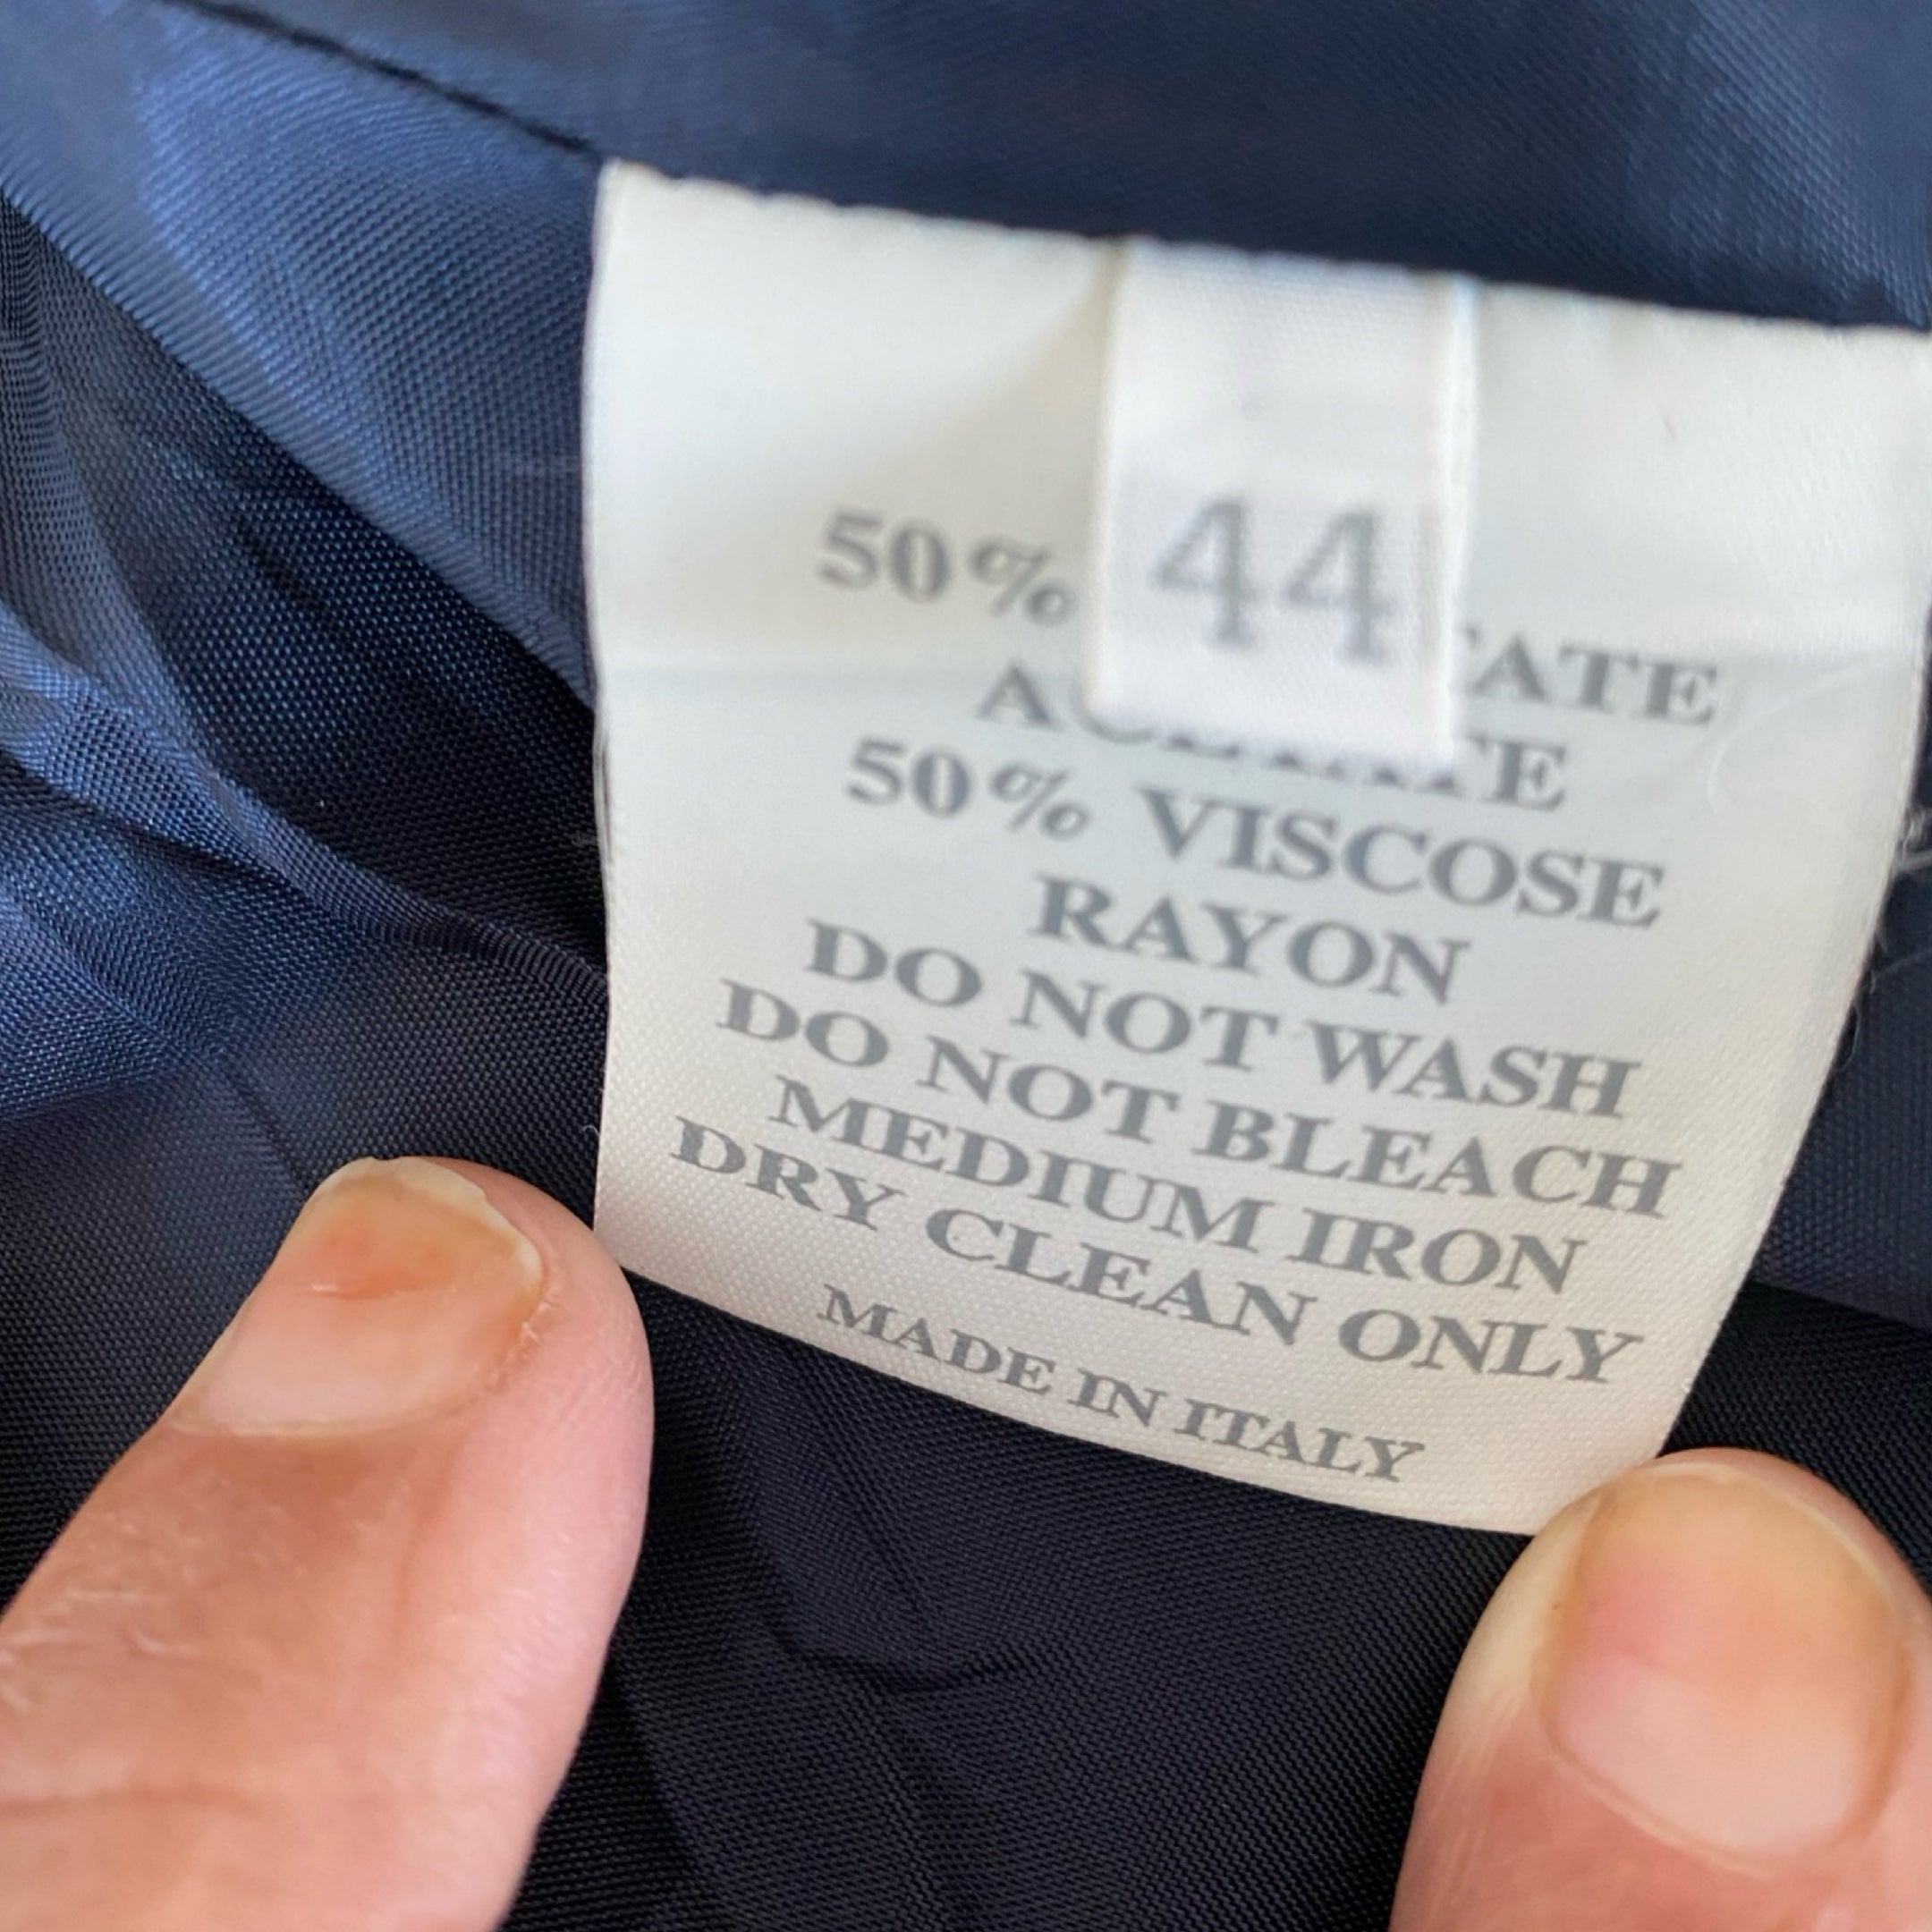 44
50%
50% VISCOSE
RAYON
DO NOT WASH
DO NOT BLEACH
MEDIUM IRON
DRY CLEAN ONLY
MADE IN ITALY